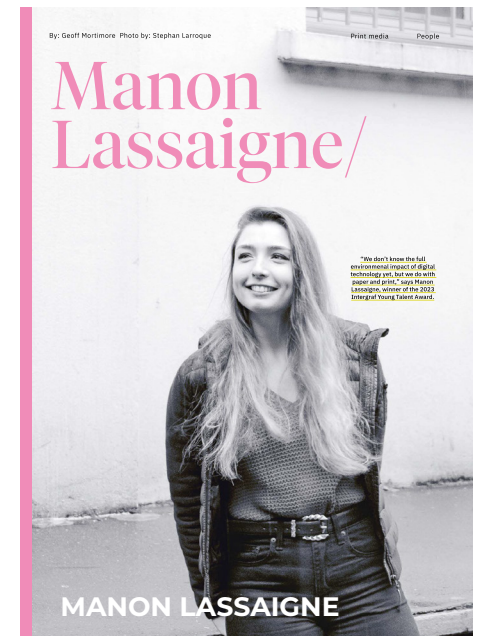 By: Geoff Mortimore  Photo by: Stephan Larroque
Print media
People
Manon
Lassaigne/
"We don't know the full
environmenal impact of digital
technology yet, but we do with
paper and print," says Manon
Lassaigne, winner of the 2023
Intergraf Young Talent Award.
MANON LASSAIGNE